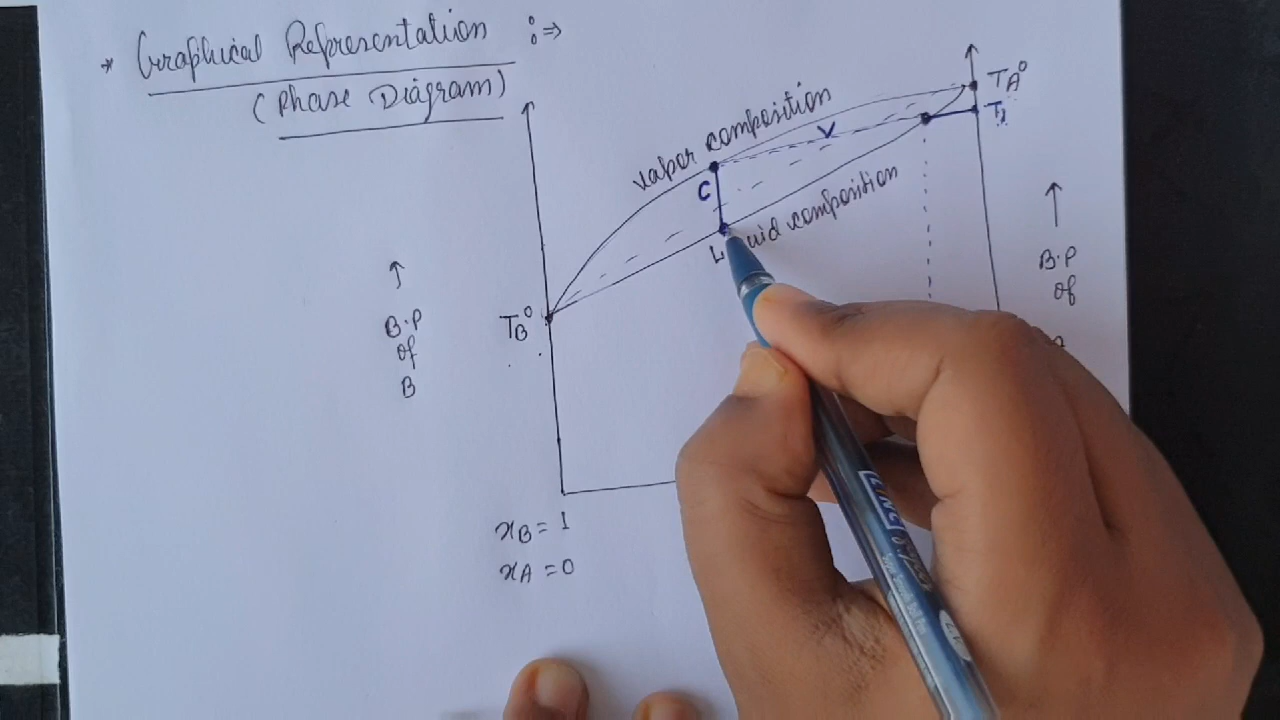 * Graphical Representation :⇒
(Phase Diagram)
TA°
T1
vapor composition
V
C
Liquid composition
TB°
↑
B.P
of
B
↑
B.P
of
xB = 1
xA = 0